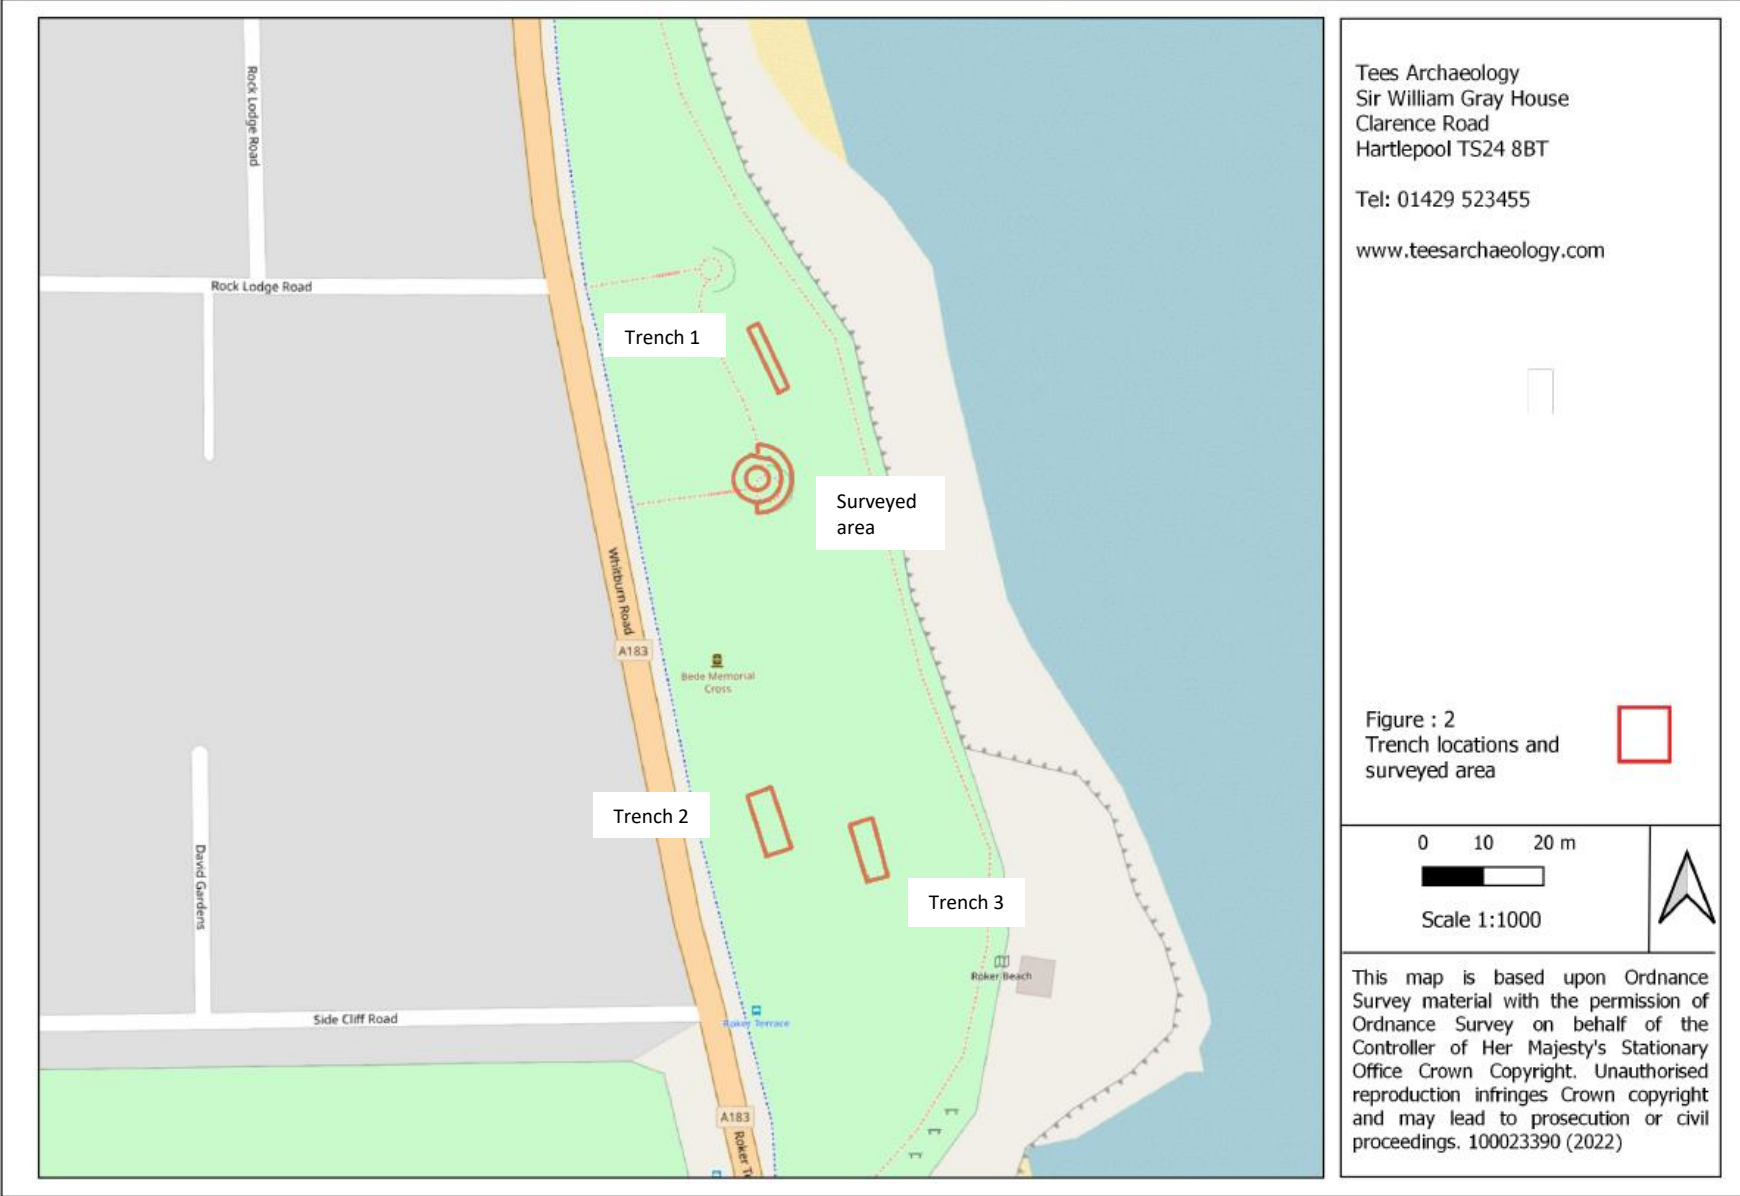 Rock Lodge Road
Rock Lodge Road
Trench 1
Surveyed
area
Whitburn Road
A183
Bede Memorial
Cross
Trench 2
Trench 3
David Gardens
Roker Beach
Side Cliff Road
Roker Terrace
A183
Roker
Tees Archaeology
Sir William Gray House
Clarence Road
Hartlepool TS24 8BT
Tel: 01429 523455
www.teesarchaeology.com
Figure : 2
Trench locations and
surveyed area
0 10 20 m
Scale 1:1000
This map is based upon Ordnance
Survey material with the permission of
Ordnance Survey on behalf of the
Controller of Her Majesty's Stationary
Office Crown Copyright. Unauthorised
reproduction infringes Crown copyright
and may lead to prosecution or civil
proceedings. 100023390 (2022)